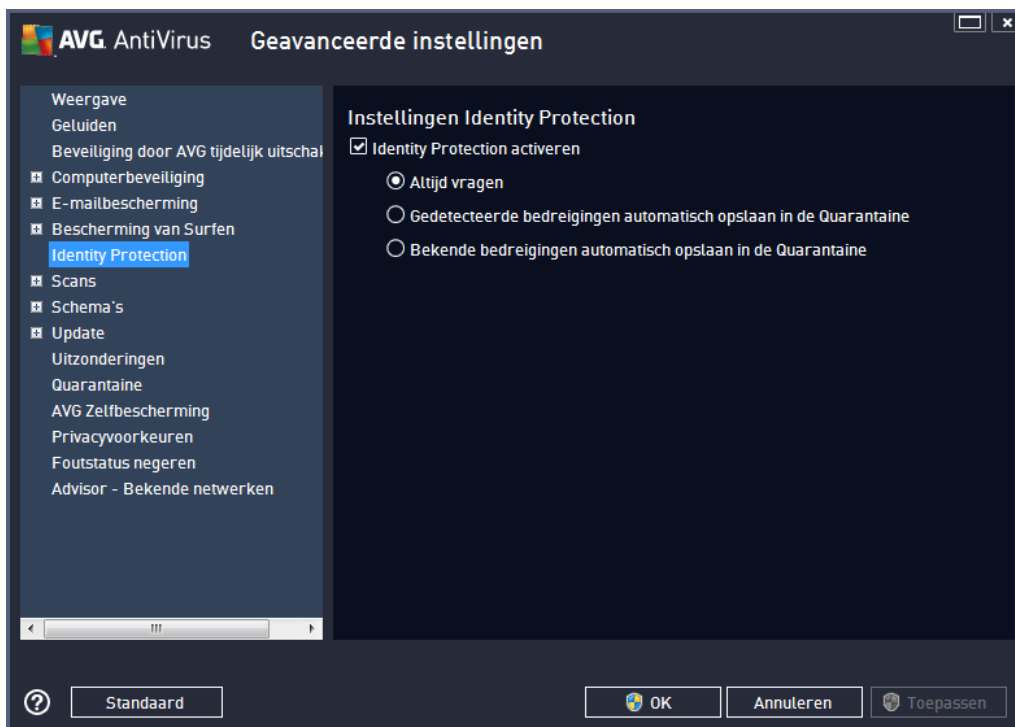 AVG AntiVirus Geavanceerde instellingen
Weergave
Geluiden
Beveiliging door AVG tijdelijk uitschal
Computerbeveiliging
E-mailbescherming
Bescherming van Surfen
Identity Protection
Scans
Schema's
Update
Uitzonderingen
Quarantaine
AVG Zelfbescherming
Privacyvoorkeuren
Foutstatus negeren
Advisor - Bekende netwerken
Instellingen Identity Protection
Identity Protection activeren
Altijd vragen
Gedetecteerde bedreigingen automatisch opslaan in de Quarantaine
Bekende bedreigingen automatisch opslaan in de Quarantaine
? Standaard OK Annuleren Toepassen